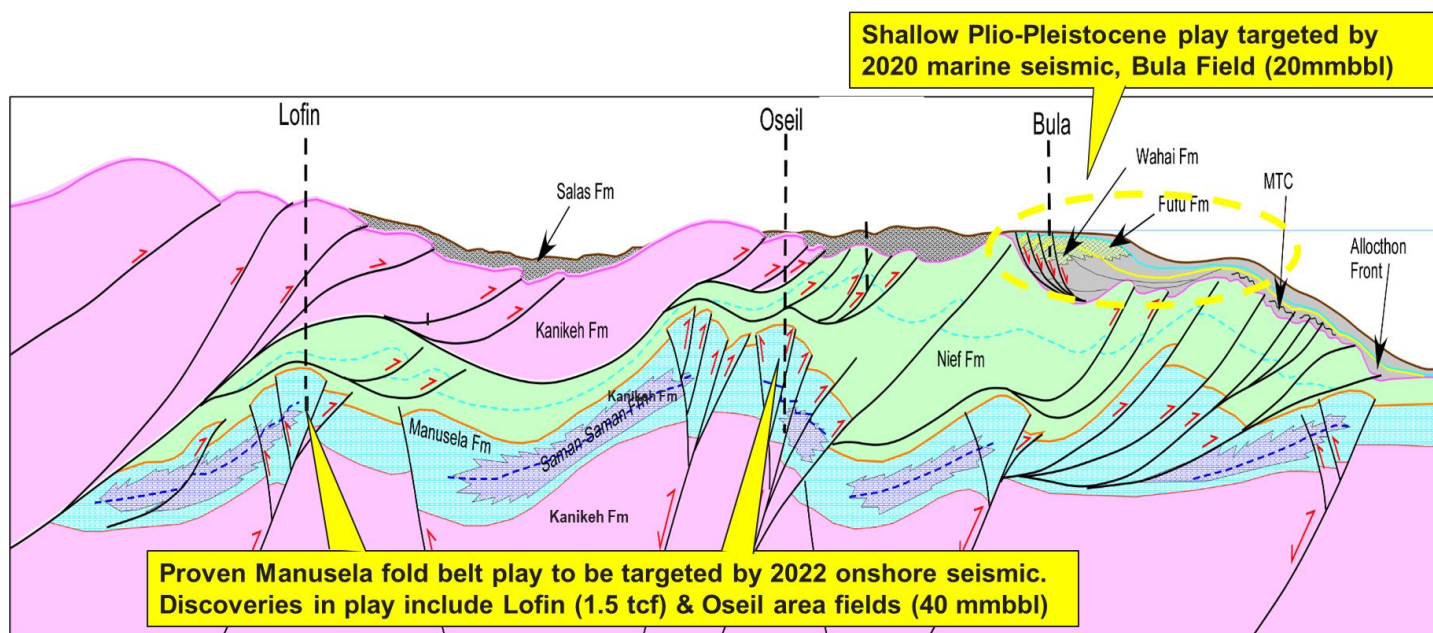 Shallow Plio-Pleistocene play targeted by
2020 marine seismic, Bula Field (20mmbbl)
Lofin
Oseil
Bula
Wahai Fm
Fufu Fm
MTC
Salas Fm
Allocthon
Front
Kanikeh Fm
Nief Fm
Kanikeh Fm
Manusela Fm
Saman-Saman Fm
Kanikeh Fm
Proven Manusela fold belt play to be targeted by 2022 onshore seismic.
Discoveries in play include Lofin (1.5 tcf) & Oseil area fields (40 mmbbl)